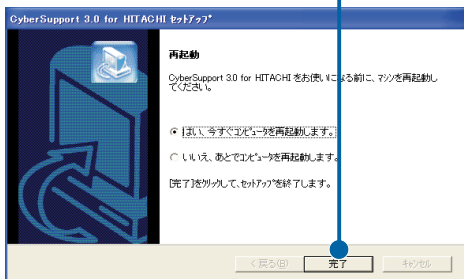 CyberSupport 3.0 for HITACHI ｾｯﾄｱｯﾌﾟ
再起動
CyberSupport 3.0 for HITACHI をお使いになる前に、マシンを再起動し
てください。
はい、今すぐｺﾝﾋﾟｭｰﾀを再起動します。
いいえ、あとでｺﾝﾋﾟｭｰﾀを再起動します。
[完了]をｸﾘｯｸして、ｾｯﾄｱｯﾌﾟを終了します。
< 戻る(B)
完了
ｷｬﾝｾﾙ